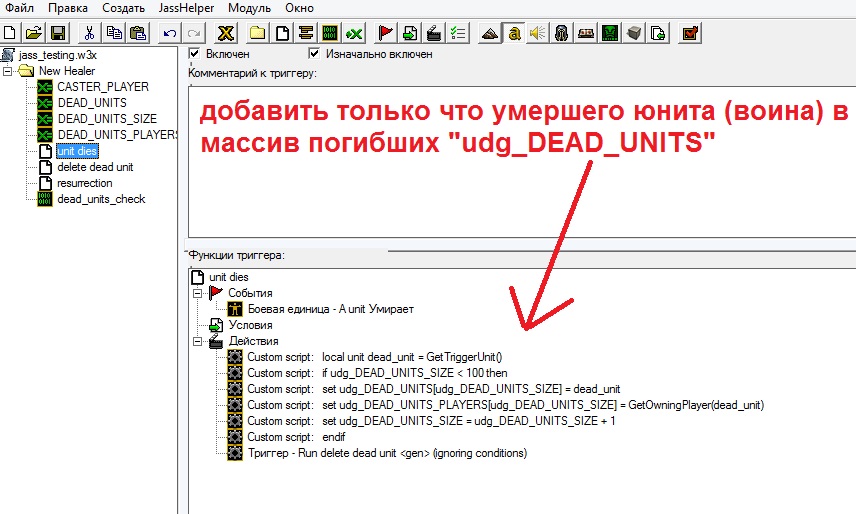 Файл Правка Создать JassHelper Модуль Окно
jass_testing.w3x
New Healer
CASTER_PLAYER
DEAD_UNITS
DEAD_UNITS_SIZE
DEAD_UNITS_PLAYERS
unit dies
delete dead unit
resurrection
dead_units_check
Включен Изначально включен
Комментарий к триггеру:
добавить только что умершего юнита (воина) в
массив погибших "udg_DEAD_UNITS"
Функции триггера:
unit dies
События
Боевая единица - A unit Умирает
Условия
Действия
Custom script: local unit dead_unit = GetTriggerUnit()
Custom script: if udg_DEAD_UNITS_SIZE < 100 then
Custom script: set udg_DEAD_UNITS[udg_DEAD_UNITS_SIZE] = dead_unit
Custom script: set udg_DEAD_UNITS_PLAYERS[udg_DEAD_UNITS_SIZE] = GetOwningPlayer(dead_unit)
Custom script: set udg_DEAD_UNITS_SIZE = udg_DEAD_UNITS_SIZE + 1
Custom script: endif
Триггер - Run delete dead unit <gen> (ignoring conditions)